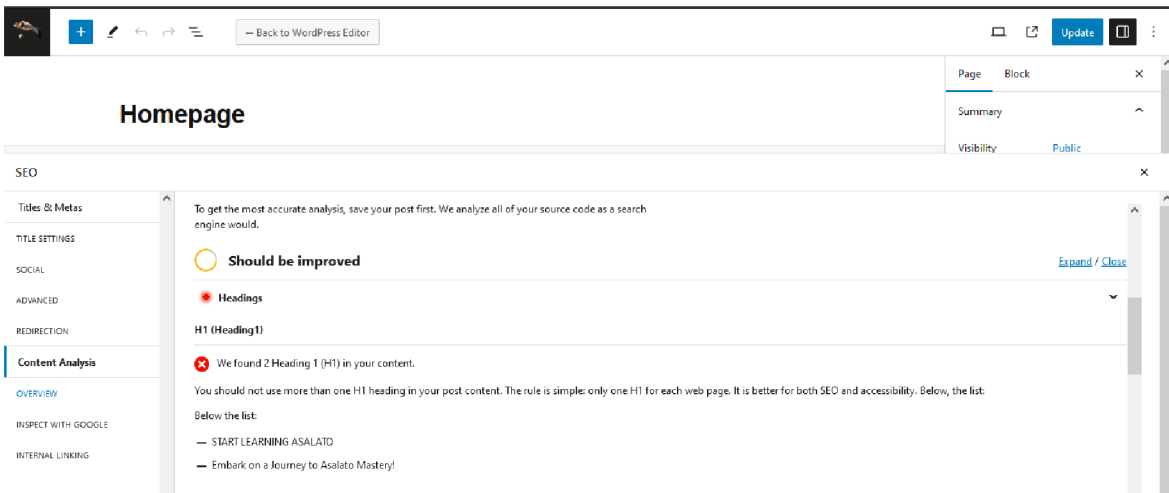 ← Back to WordPress Editor
Update
Page Block
Homepage
Summary
Visibility Public
SEO
Titles & Metas
TITLE SETTINGS
SOCIAL
ADVANCED
REDIRECTION
Content Analysis
OVERVIEW
INSPECT WITH GOOGLE
INTERNAL LINKING
To get the most accurate analysis, save your post first. We analyze all of your source code as a search
engine would.
Should be improved
Expand / Close
Headings
H1 (Heading1)
We found 2 Heading 1 (H1) in your content.
You should not use more than one H1 heading in your post content. The rule is simple: only one H1 for each web page. It is better for both SEO and accessibility. Below, the list:
Below the list:
— START LEARNING ASALATO
— Embark on a Journey to Asalato Mastery!